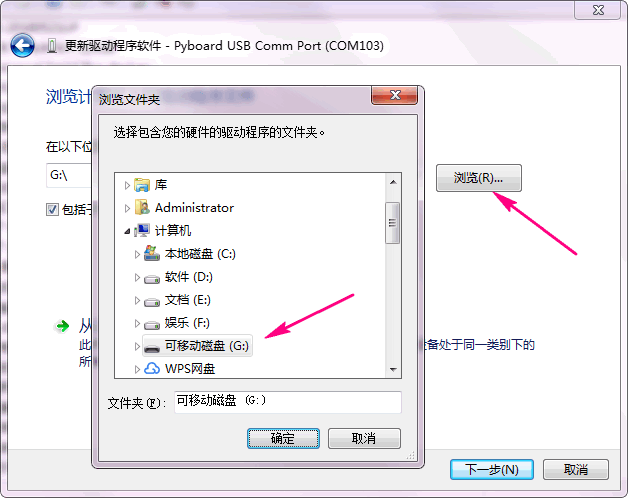 更新驱动程序软件 - Pyboard USB Comm Port (COM103)
浏览计
浏览文件夹
选择包含您的硬件的驱动程序的文件夹。
在以下位
G:\
浏览(R)...
包括子
库
Administrator
计算机
本地磁盘 (C:)
软件 (D:)
文档 (E:)
娱乐 (F:)
可移动磁盘 (G:)
WPS网盘
从
此
设备处于同一类别下的
所
文件夹(F):
可移动磁盘 (G:)
确定
取消
下一步(N)
取消